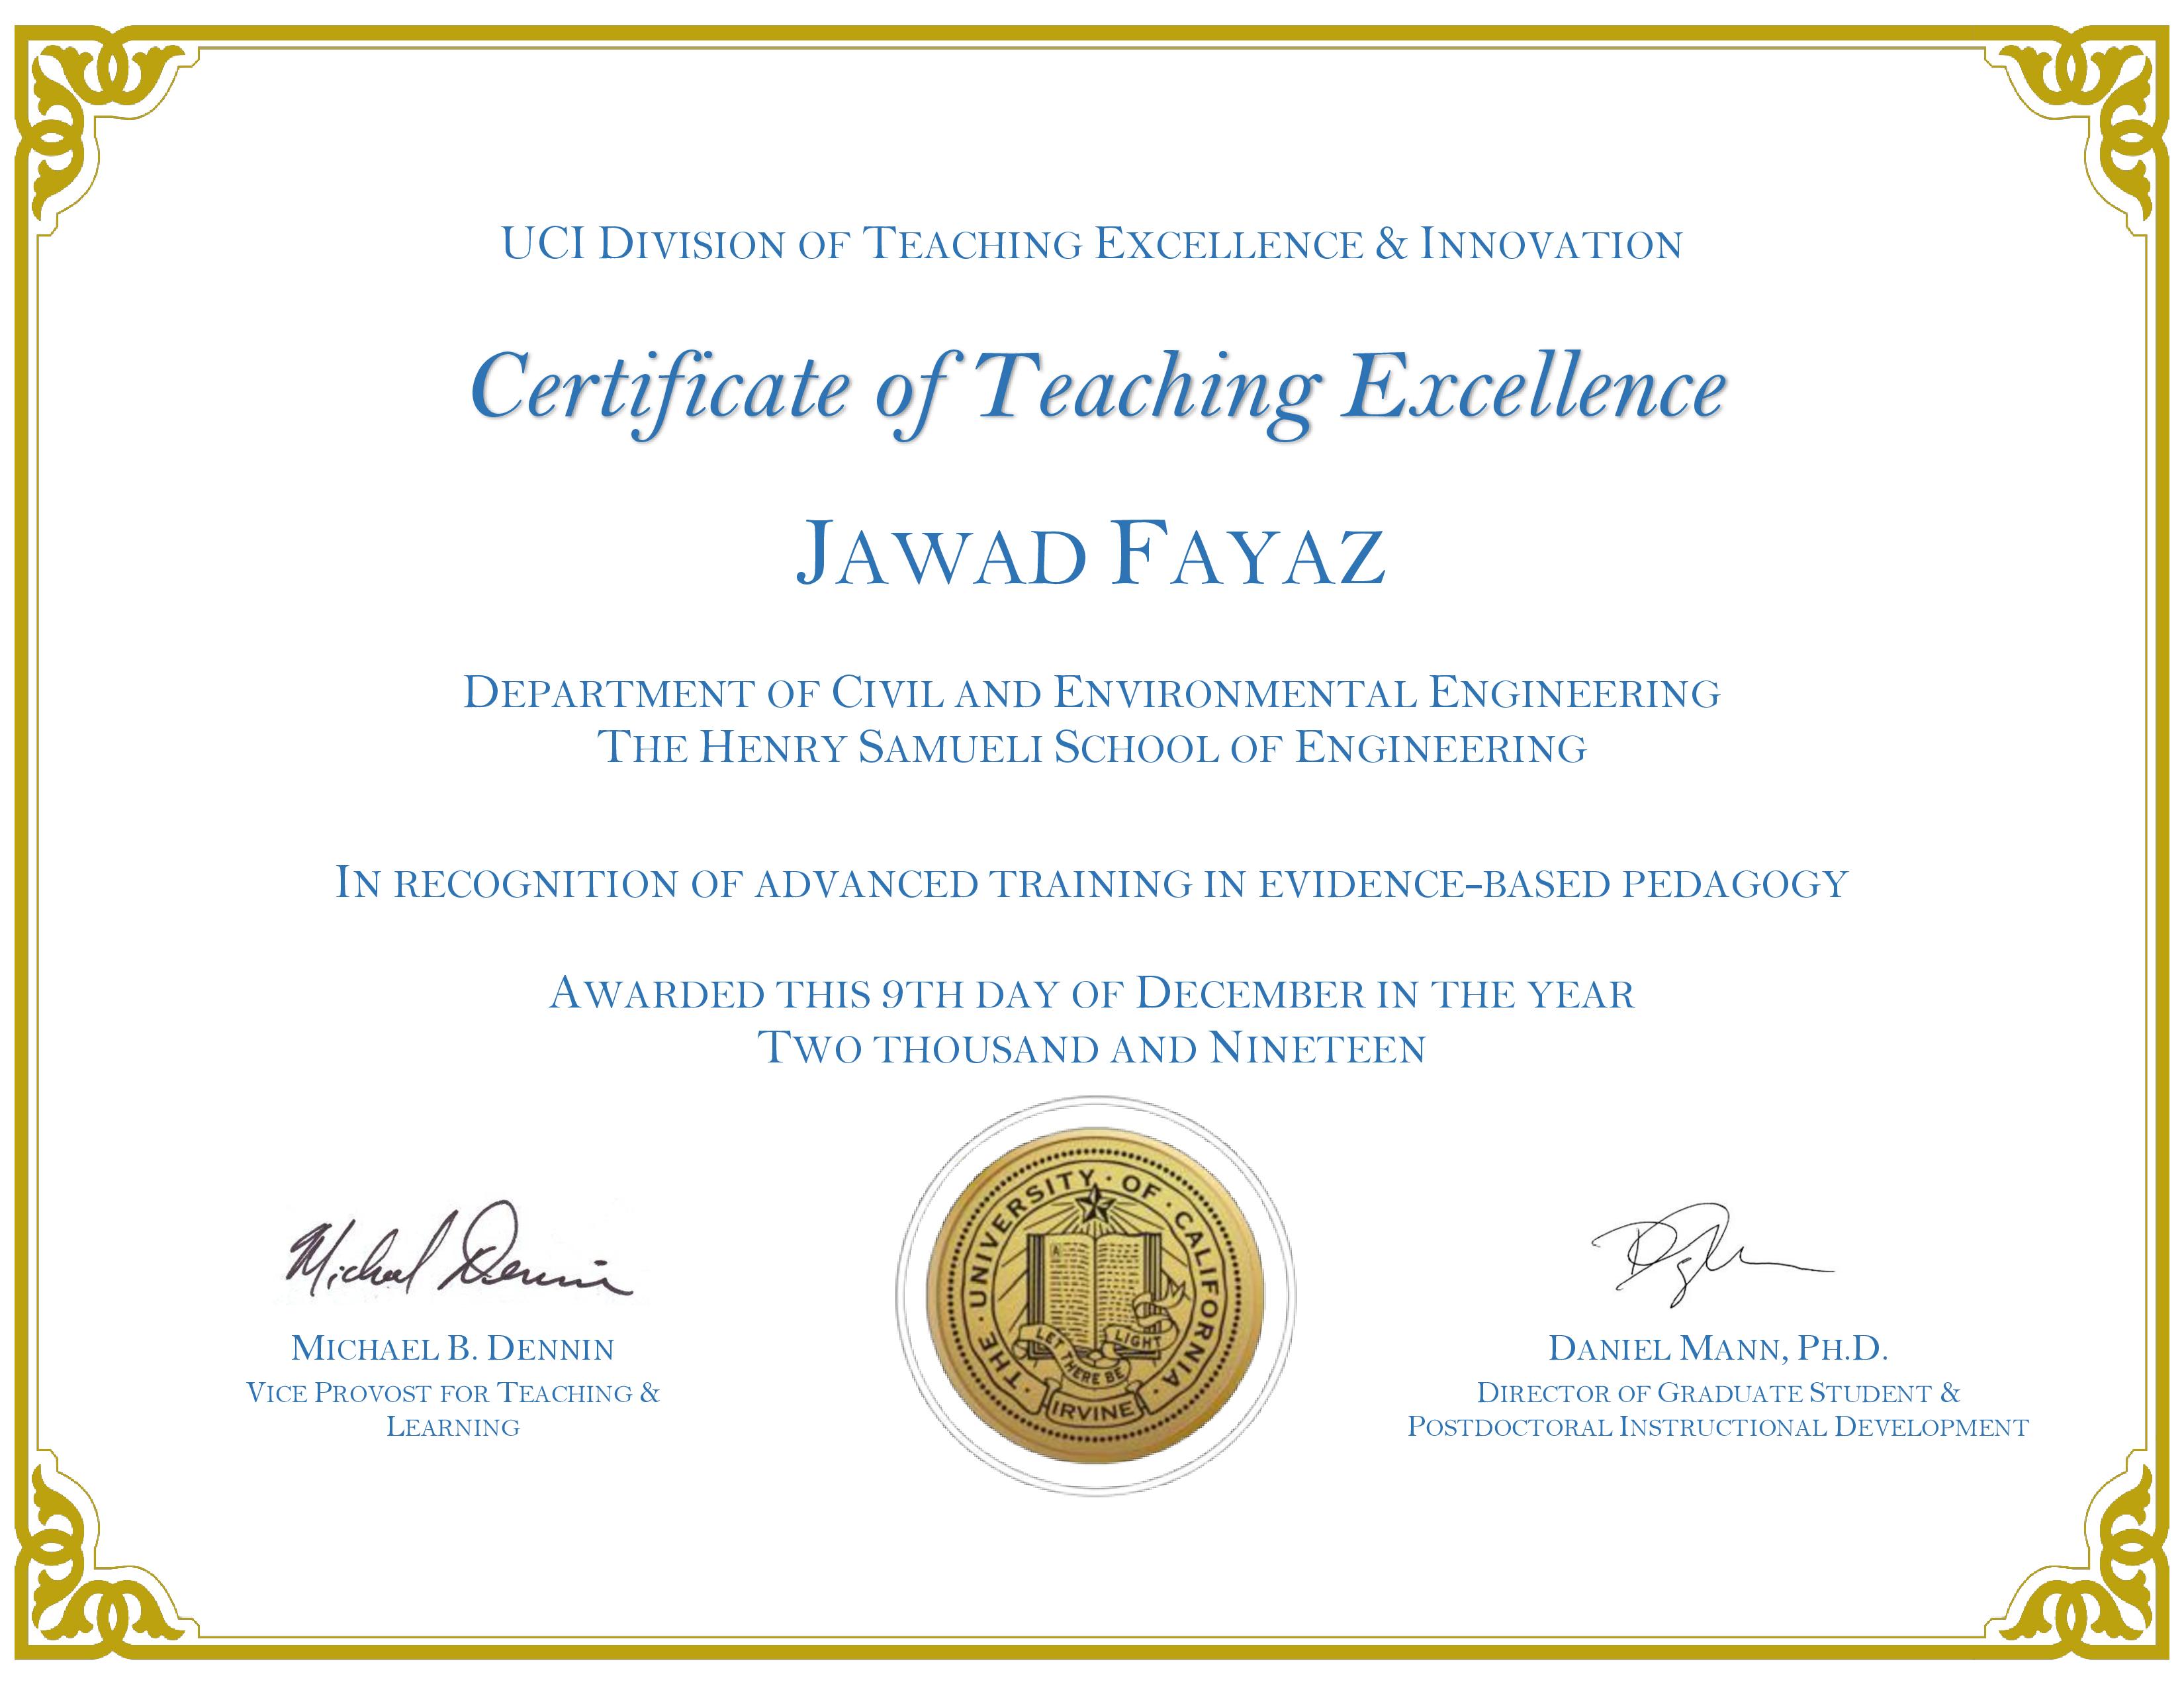 UCI DIVISION OF TEACHING EXCELLENCE & INNOVATION
Certificate of Teaching Excellence
JAWAD FAYAZ
DEPARTMENT OF CIVIL AND ENVIRONMENTAL ENGINEERING
THE HENRY SAMUELI SCHOOL OF ENGINEERING
IN RECOGNITION OF ADVANCED TRAINING IN EVIDENCE-BASED PEDAGOGY
AWARDED THIS 9TH DAY OF DECEMBER IN THE YEAR
TWO THOUSAND AND NINETEEN
THE · UNIVERSITY · OF · CALIFORNIA ·
A
LET THERE BE LIGHT
IRVINE
Michael Dennin
MICHAEL B. DENNIN
VICE PROVOST FOR TEACHING &
LEARNING
DANIEL MANN, PH.D.
DIRECTOR OF GRADUATE STUDENT &
POSTDOCTORAL INSTRUCTIONAL DEVELOPMENT